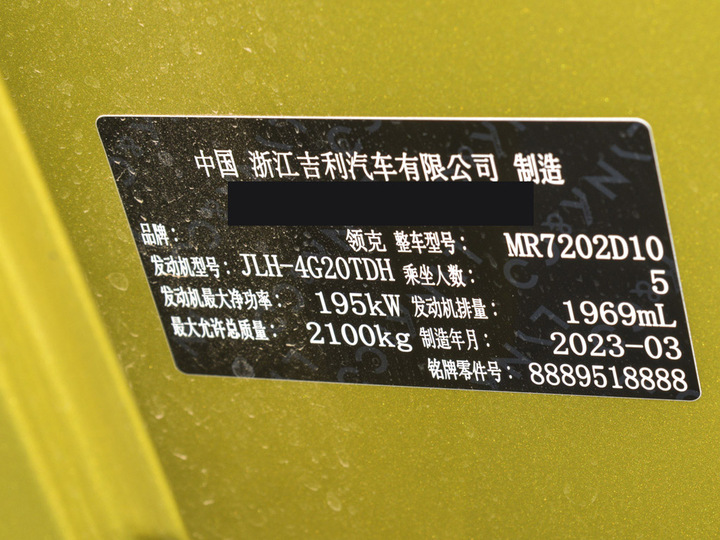 中国 浙江吉利汽车有限公司 制造
品牌: 领克 整车型号: MR7202D10
发动机型号: JLH-4G20TDH 乘坐人数: 5
发动机最大净功率: 195kW 发动机排量: 1969mL
最大允许总质量: 2100kg 制造年月: 2023-03
铭牌零件号: 8889518888